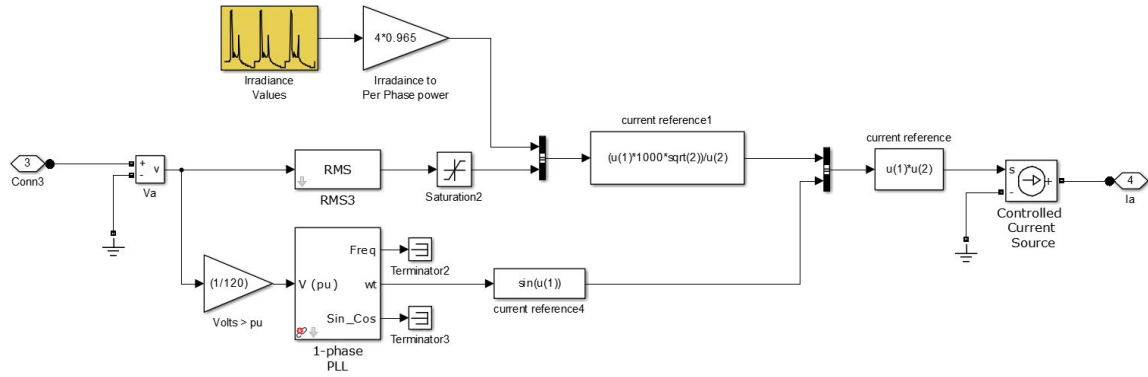 4*0.965
Irradiance
Values
Irradaince to
Per Phase power
current reference1
(u(1)*1000*sqrt(2))/u(2)
current reference
u(1)*u(2)
3
Conn3
+
-
v
Va
RMS
RMS3
Saturation2
s
-
+
Controlled
Current
Source
4
Ia
(1/120)
Volts > pu
V (pu)
Freq
wt
Sin_Cos
1-phase
PLL
Terminator2
Terminator3
sin(u(1))
current reference4